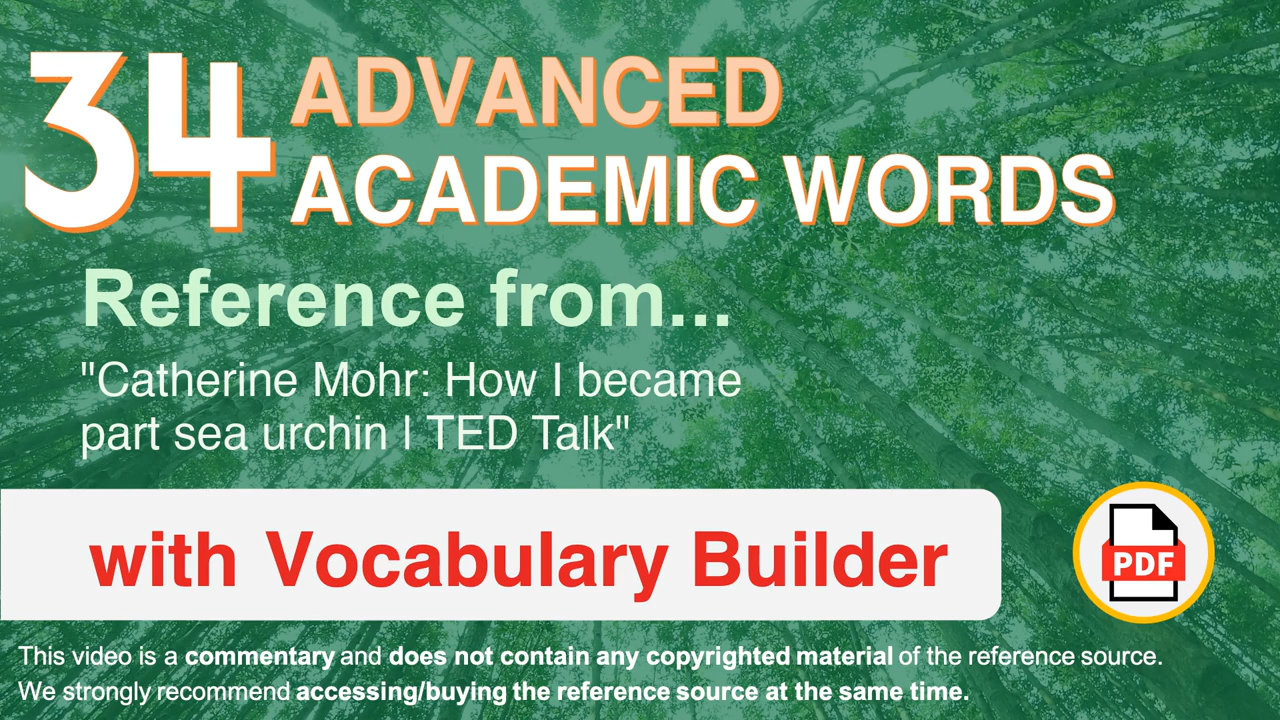 34 ADVANCED
ACADEMIC WORDS
Reference from...
"Catherine Mohr: How I became
part sea urchin | TED Talk"
with Vocabulary Builder
PDF
This video is a commentary and does not contain any copyrighted material of the reference source.
We strongly recommend accessing/buying the reference source at the same time.